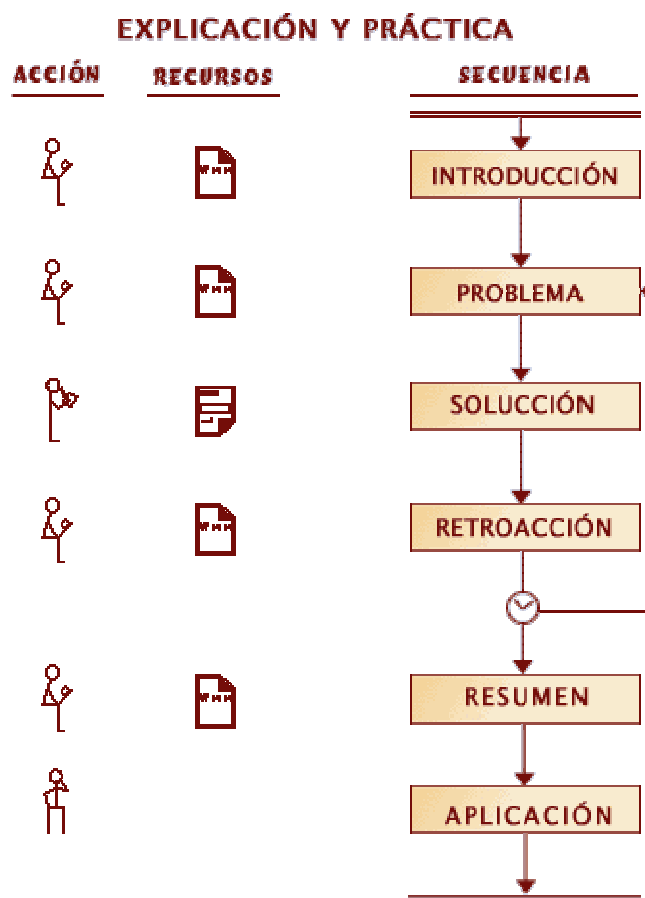 EXPLICACIÓN Y PRÁCTICA
ACCIÓN RECURSOS SECUENCIA
INTRODUCCIÓN
PROBLEMA
SOLUCCIÓN
RETROACCIÓN
RESUMEN
APLICACIÓN